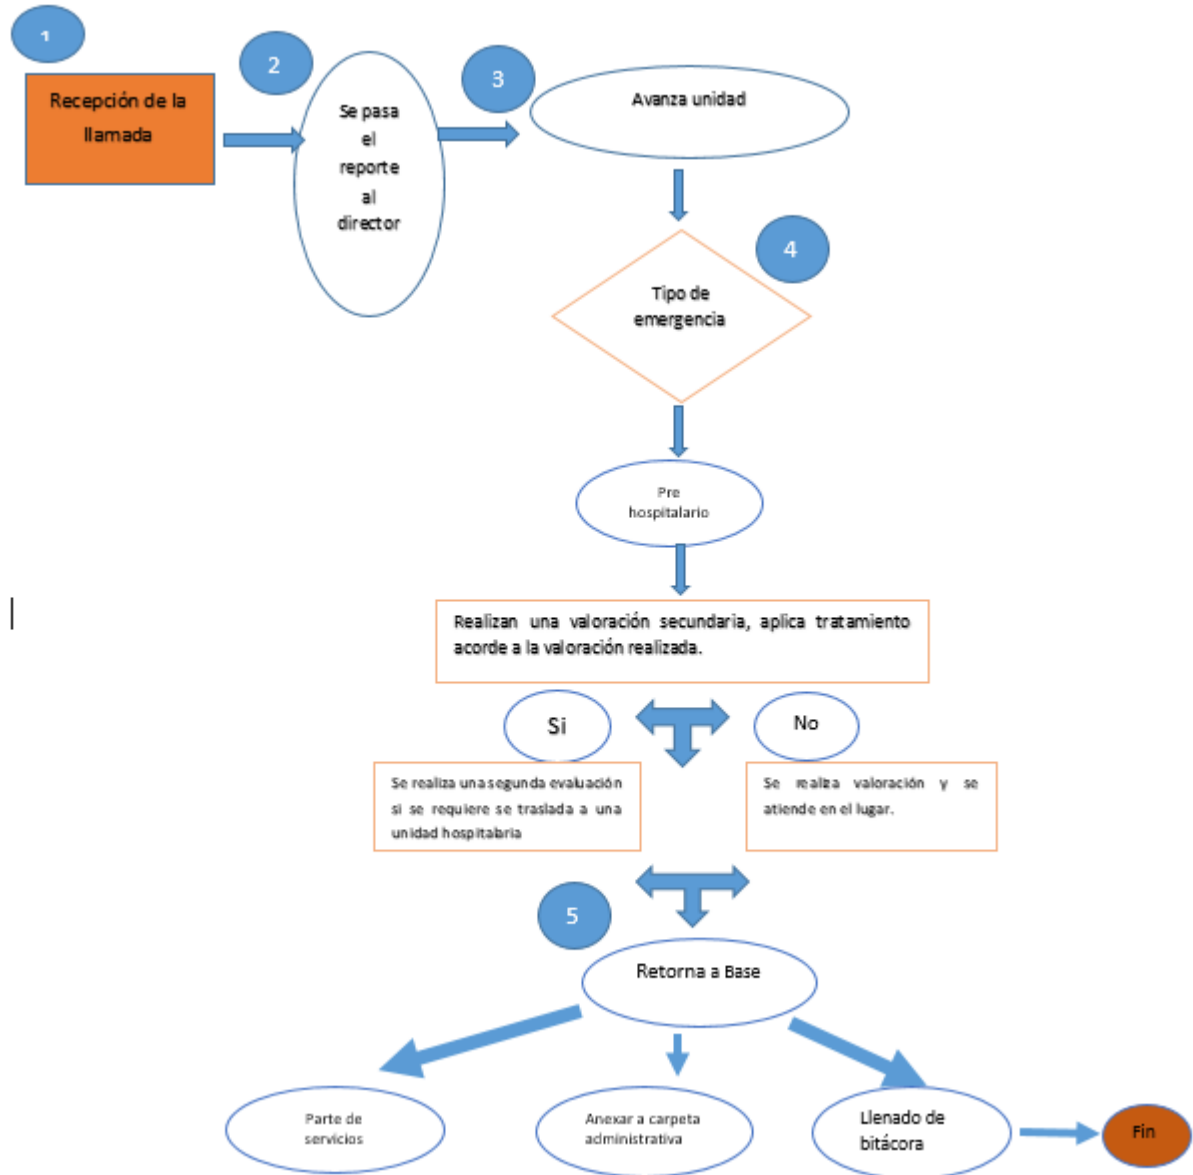 1
2
3
Recepción de la
llamada
Se pasa
el
reporte
al
director
Avanza unidad
4
Tipo de
emergencia
Pre
hospitalario
Realizan una valoración secundaria, aplica tratamiento
acorde a la valoración realizada.
Si
No
Se realiza una segunda evaluación
si se requiere se traslada a una
unidad hospitalaria
Se realiza valoración y se
atiende en el lugar.
5
Retorna a Base
Parte de
servicios
Anexar a carpeta
administrativa
Llenado de
bitácora
Fin